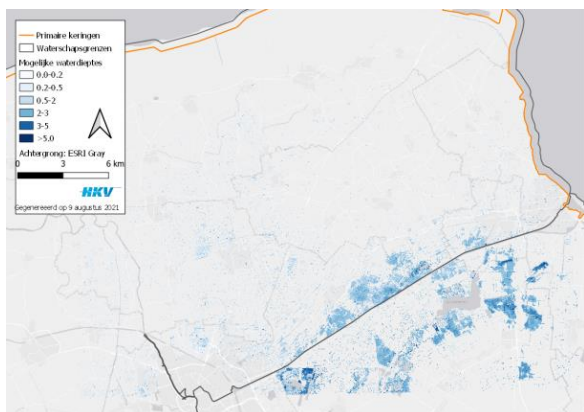 Primaire keringen
Waterschapsgrenzen
Mogelijke waterdieptes
0.0-0.2
0.2-0.5
0.5-2
2-3
3-5
>5.0
Achtergrong: ESRI Gray
0 3 6 km
HKV
Gegenereerd op 9 augustus 2021